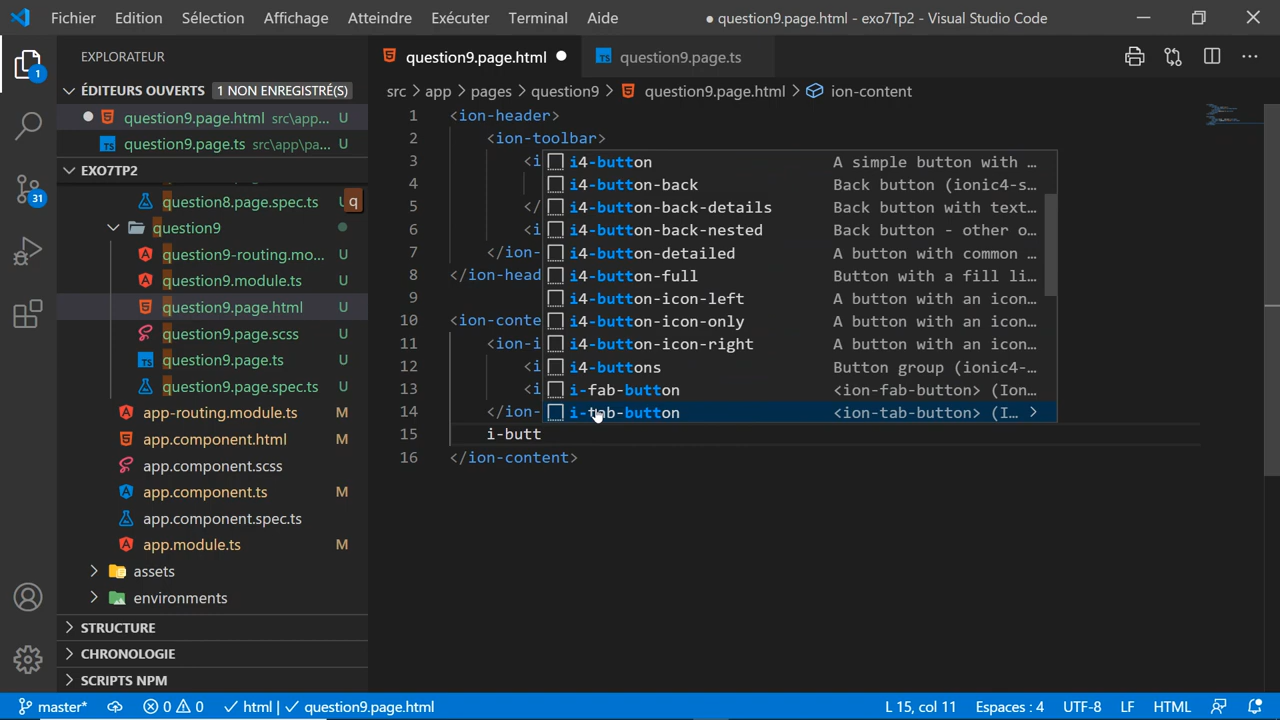 Fichier Edition Sélection Affichage Atteindre Exécuter Terminal Aide
● question9.page.html - exo7Tp2 - Visual Studio Code
EXPLORATEUR
ÉDITEURS OUVERTS 1 NON ENREGISTRÉ(S)
question9.page.html src\app... U
question9.page.ts src\app\pa... U
EXO7TP2
question8.page.spec.ts U
q
question9
question9-routing.mo... U
question9.module.ts U
question9.page.html U
question9.page.scss U
question9.page.ts U
question9.page.spec.ts U
app-routing.module.ts M
app.component.html M
app.component.scss
app.component.ts M
app.component.spec.ts
app.module.ts M
assets
environments
STRUCTURE
CHRONOLOGIE
SCRIPTS NPM
1
31
question9.page.html
question9.page.ts
src > app > pages > question9 > question9.page.html > ion-content
1 <ion-header>
2 <ion-toolbar>
3 <i
4
5 </
6 <i
7 </ion-
8 </ion-head
9
10 <ion-conte
11 <ion-i
12 <i
13 <i
14 </ion-
15 i-butt
16 </ion-content>
i4-button A simple button with ...
i4-button-back Back button (ionic4-s...
i4-button-back-details Back button with text...
i4-button-back-nested Back button - other o...
i4-button-detailed A button with common ...
i4-button-full Button with a fill li...
i4-button-icon-left A button with an icon...
i4-button-icon-only A button with an icon...
i4-button-icon-right A button with an icon...
i4-buttons Button group (ionic4-...
i-fab-button <ion-fab-button> (Ion...
i-tab-button <ion-tab-button> (I... >
master* 0 0 html | question9.page.html
L 15, col 11 Espaces : 4 UTF-8 LF HTML